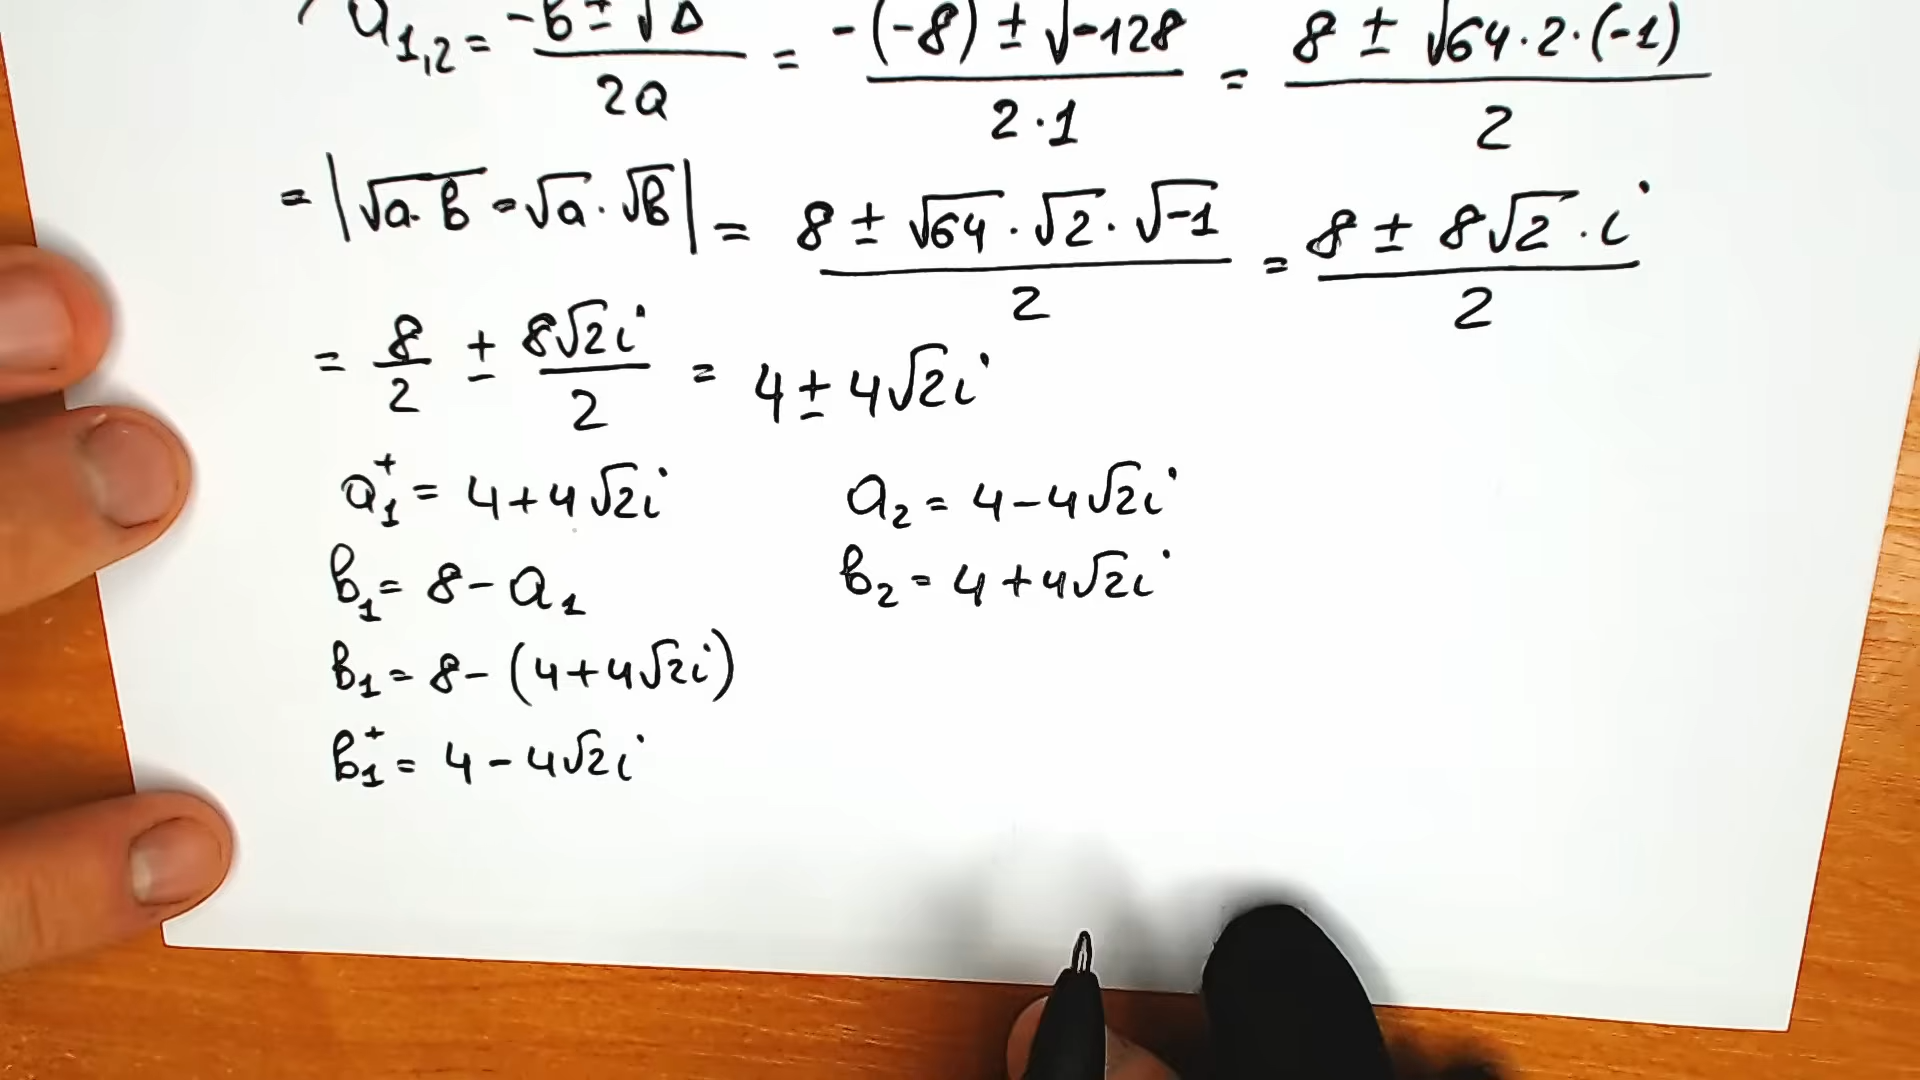 a₁,₂ = (-b ± √Δ)/(2a) = (-(-8) ± √-128)/(2·1) = (8 ± √64·2·(-1))/2
= |√a·b = √a·√b| = (8 ± √64·√2·√-1)/2 = (8 ± 8√2·i)/2
= 8/2 ± 8√2i/2 = 4 ± 4√2i
a₁⁺ = 4+4√2i
a₂ = 4-4√2i
b₁ = 8-a₁
b₂ = 4+4√2i
b₁ = 8-(4+4√2i)
b₁⁺ = 4-4√2i